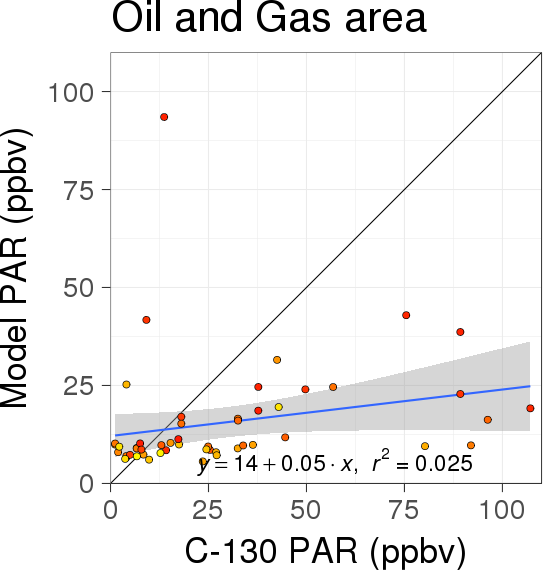 Oil and Gas area
Model PAR (ppbv)
100
75
50
25
0
y = 14 + 0.05 · x, r² = 0.025
0 25 50 75 100
C-130 PAR (ppbv)